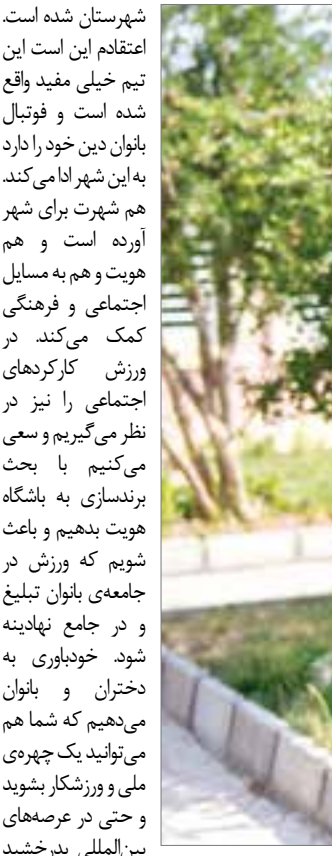 شهرستان شده است.
اعتقادم این است این
تیم خیلی مفید واقع
شده است و فوتبال
بانوان دین خود را دارد
به این شهر ادا می‌کند.
هم شهرت برای شهر
آورده است و هم
هویت و هم به مسایل
اجتماعی و فرهنگی
کمک می‌کند. در
ورزش کارکردهای
اجتماعی را نیز در
نظر می‌گیریم و سعی
می‌کنیم با بحث
برندسازی به باشگاه
هویت بدهیم و باعث
شویم که ورزش در
جامعه‌ی بانوان تبلیغ
و در جامع نهادینه
شود. خودباوری به
دختران و بانوان
می‌دهیم که شما هم
می‌توانید یک چهره‌ی
ملی و ورزشکار بشوید
و حتی در عرصه‌های
بین‌المللی بدرخشید